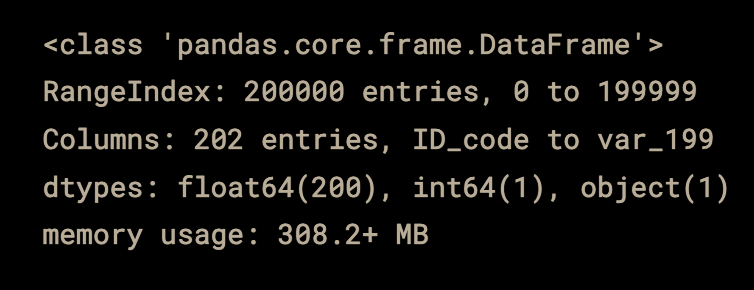 <class 'pandas.core.frame.DataFrame'>
RangeIndex: 200000 entries, 0 to 199999
Columns: 202 entries, ID_code to var_199
dtypes: float64(200), int64(1), object(1)
memory usage: 308.2+ MB